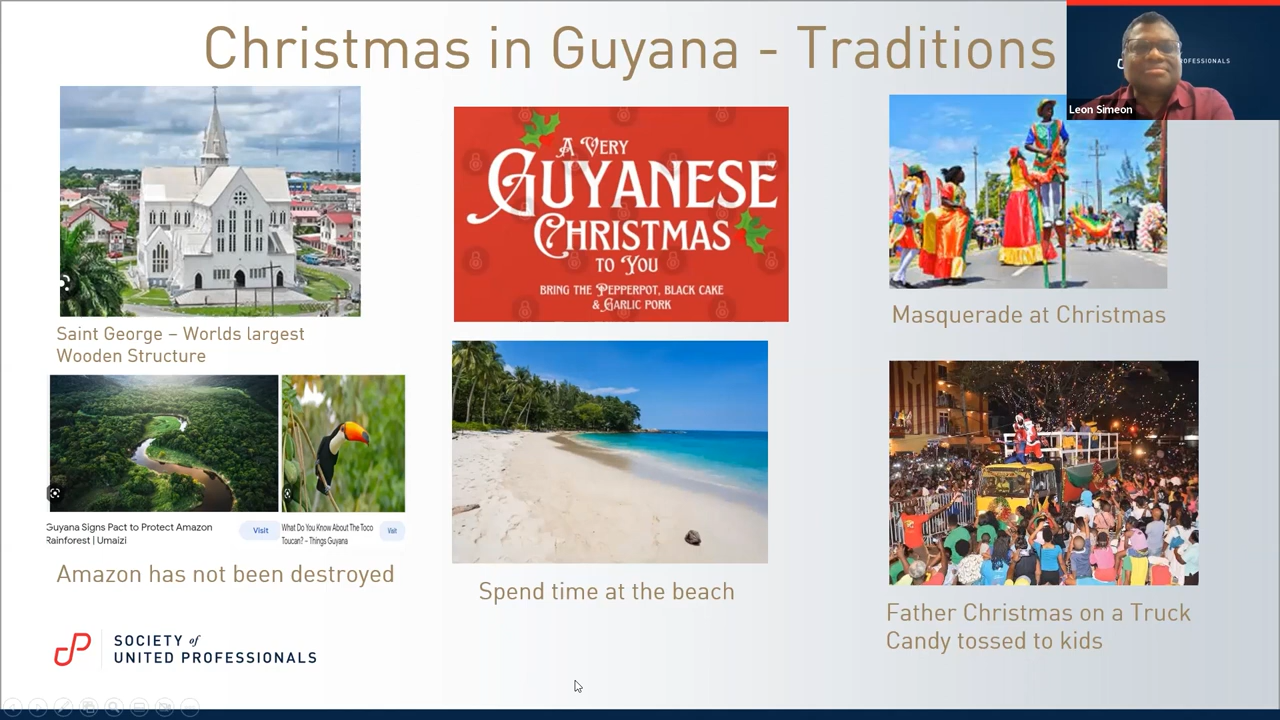 Christmas in Guyana - Traditions
PROFESSIONALS
Leon Simeon
Saint George – Worlds largest
Wooden Structure
Guyana Signs Pact to Protect Amazon
Rainforest | Umaizi
Visit
What Do You Know About The Toco
Toucan? - Things Guyana
Visit
Amazon has not been destroyed
A VERY
GUYANESE
CHRISTMAS
TO YOU
BRING THE PEPPERPOT, BLACK CAKE
& GARLIC PORK
Spend time at the beach
Masquerade at Christmas
Father Christmas on a Truck
Candy tossed to kids
SOCIETY of
UNITED PROFESSIONALS